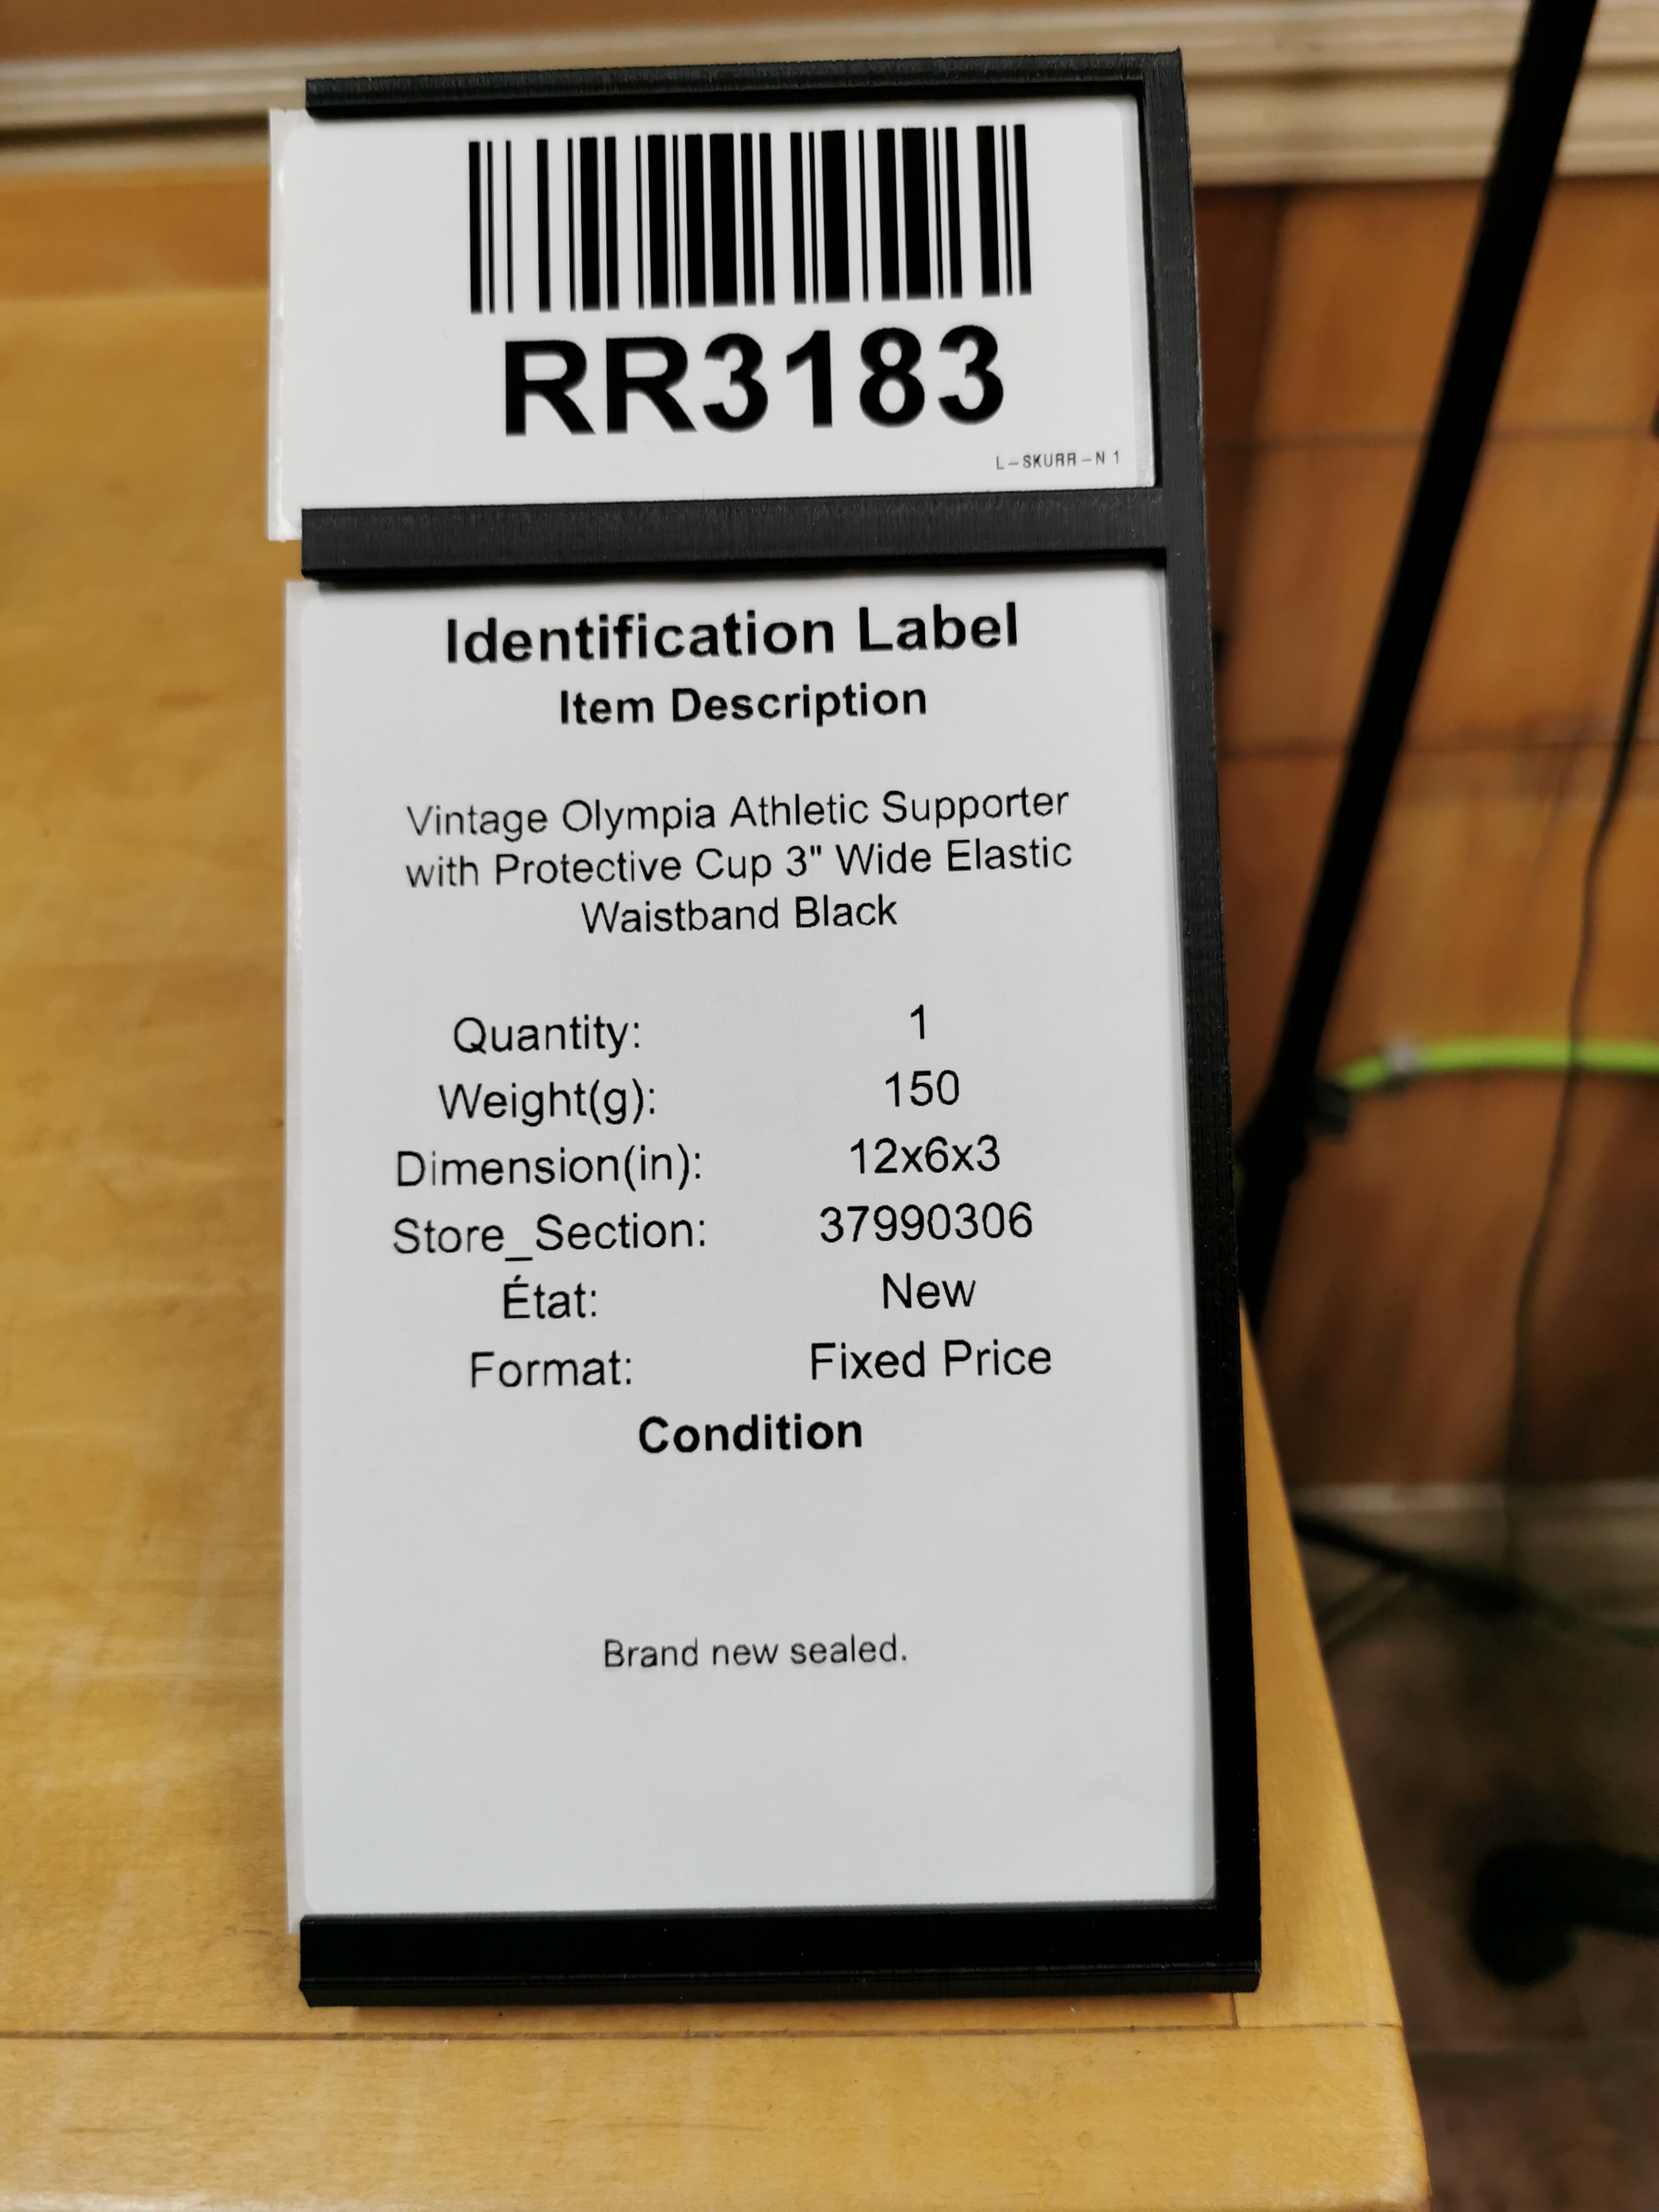 RR3183
L-SKURR-N 1
Identification Label
Item Description
Vintage Olympia Athletic Supporter
with Protective Cup 3" Wide Elastic
Waistband Black
Quantity: 1
Weight(g): 150
Dimension(in): 12x6x3
Store_Section: 37990306
État: New
Format: Fixed Price
Condition
Brand new sealed.